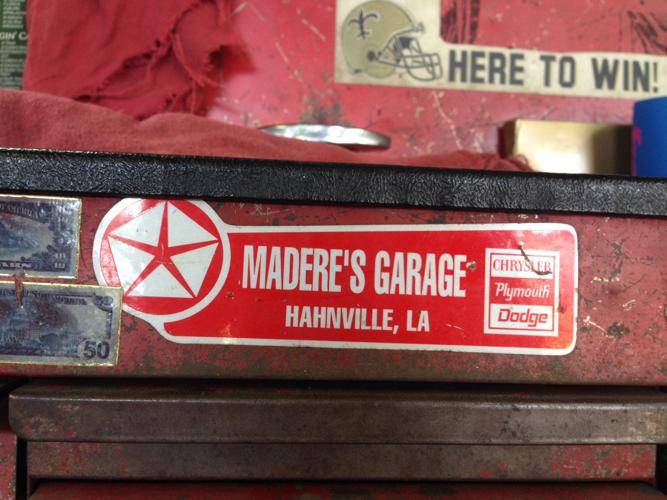 HERE TO WIN!
MADERE'S GARAGE
HAHNVILLE, LA
CHRYSLER
Plymouth
Dodge
50